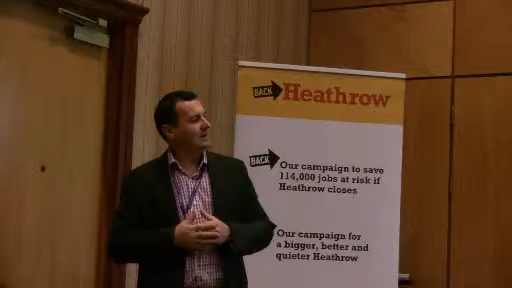 BACK Heathrow
BACK
Our campaign to save
114,000 jobs at risk if
Heathrow closes
Our campaign for
a bigger, better and
quieter Heathrow